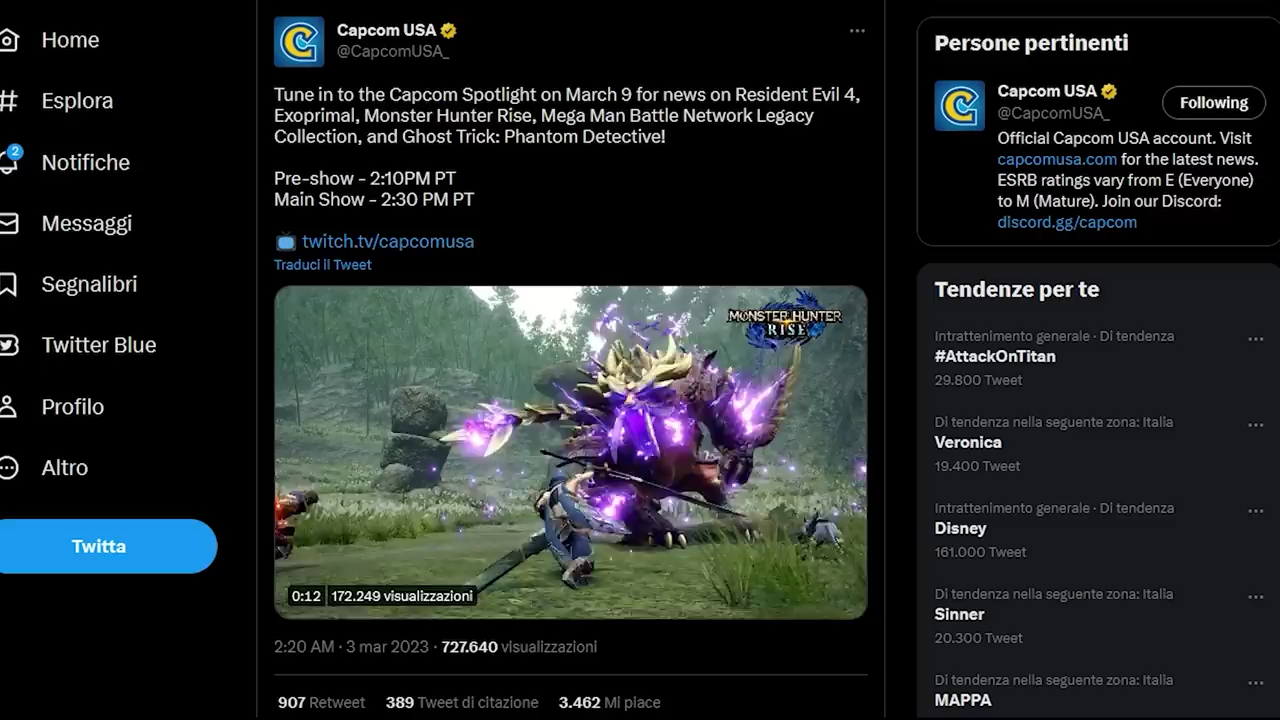 Home
Esplora
2
Notifiche
Messaggi
Segnalibri
Twitter Blue
Profilo
Altro
Twitta
Capcom USA
@CapcomUSA_
Tune in to the Capcom Spotlight on March 9 for news on Resident Evil 4,
Exoprimal, Monster Hunter Rise, Mega Man Battle Network Legacy
Collection, and Ghost Trick: Phantom Detective!
Pre-show - 2:10PM PT
Main Show - 2:30 PM PT
twitch.tv/capcomusa
Traduci il Tweet
MONSTER HUNTER
RISE
0:12 172.249 visualizzazioni
2:20 AM · 3 mar 2023 · 727.640 visualizzazioni
907 Retweet 389 Tweet di citazione 3.462 Mi piace
Persone pertinenti
Capcom USA
@CapcomUSA_
Following
Official Capcom USA account. Visit
capcomusa.com for the latest news.
ESRB ratings vary from E (Everyone)
to M (Mature). Join our Discord:
discord.gg/capcom
Tendenze per te
Intrattenimento generale · Di tendenza
#AttackOnTitan
29.800 Tweet
Di tendenza nella seguente zona: Italia
Veronica
19.400 Tweet
Intrattenimento generale · Di tendenza
Disney
161.000 Tweet
Di tendenza nella seguente zona: Italia
Sinner
20.300 Tweet
Di tendenza nella seguente zona: Italia
MAPPA